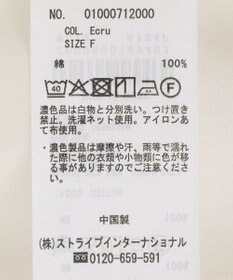 NO. 01000712000
COL. Ecru
SIZE F
綿 100%
40
F
濃色品は白物と分別洗い。つけ置き
禁止。洗濯ネット使用。アイロンあ
て布使用。
・濃色製品は摩擦や汗、雨等で濡れ
た際に他の衣類や小物類に色が移
る事がありますのでご注意くださ
い。
中国製
(株)ストライプインターナショナル
☎0120-659-591